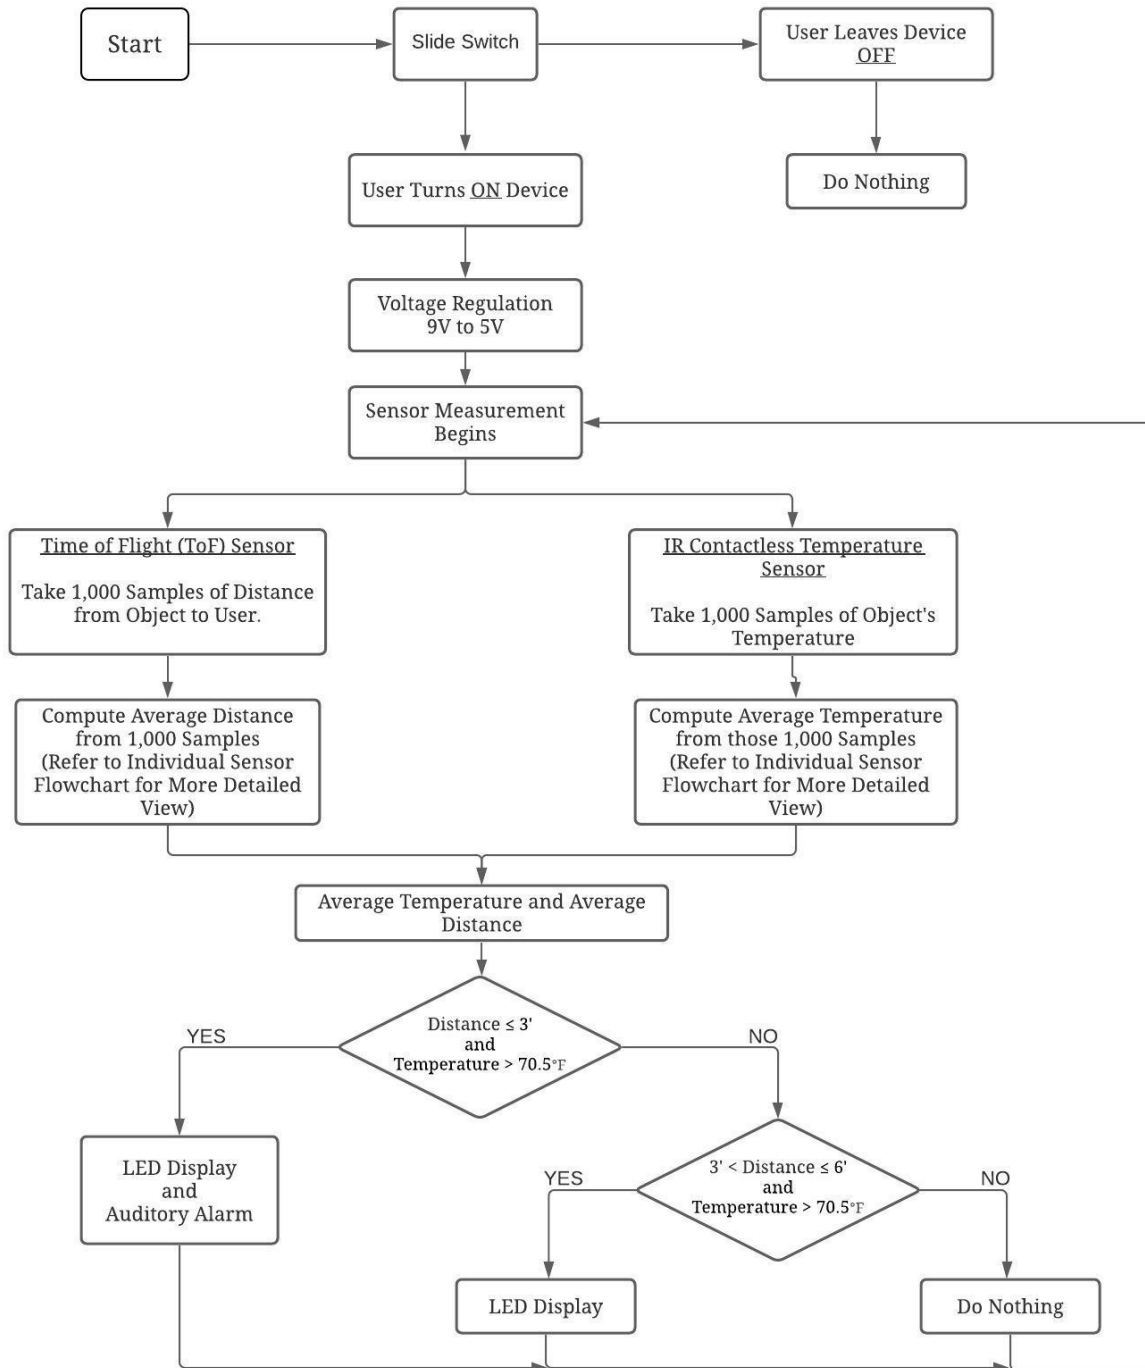 Start
Slide Switch
User Leaves Device
OFF
Do Nothing
User Turns ON Device
Voltage Regulation
9V to 5V
Sensor Measurement
Begins
Time of Flight (ToF) Sensor
Take 1,000 Samples of Distance
from Object to User.
IR Contactless Temperature
Sensor
Take 1,000 Samples of Object's
Temperature
Compute Average Distance
from 1,000 Samples
(Refer to Individual Sensor
Flowchart for More Detailed
View)
Compute Average Temperature
from those 1,000 Samples
(Refer to Individual Sensor
Flowchart for More Detailed
View)
Average Temperature and Average
Distance
Distance ≤ 3'
and
Temperature > 70.5°F
YES
NO
LED Display
and
Auditory Alarm
3' < Distance ≤ 6'
and
Temperature > 70.5°F
YES
NO
LED Display
Do Nothing